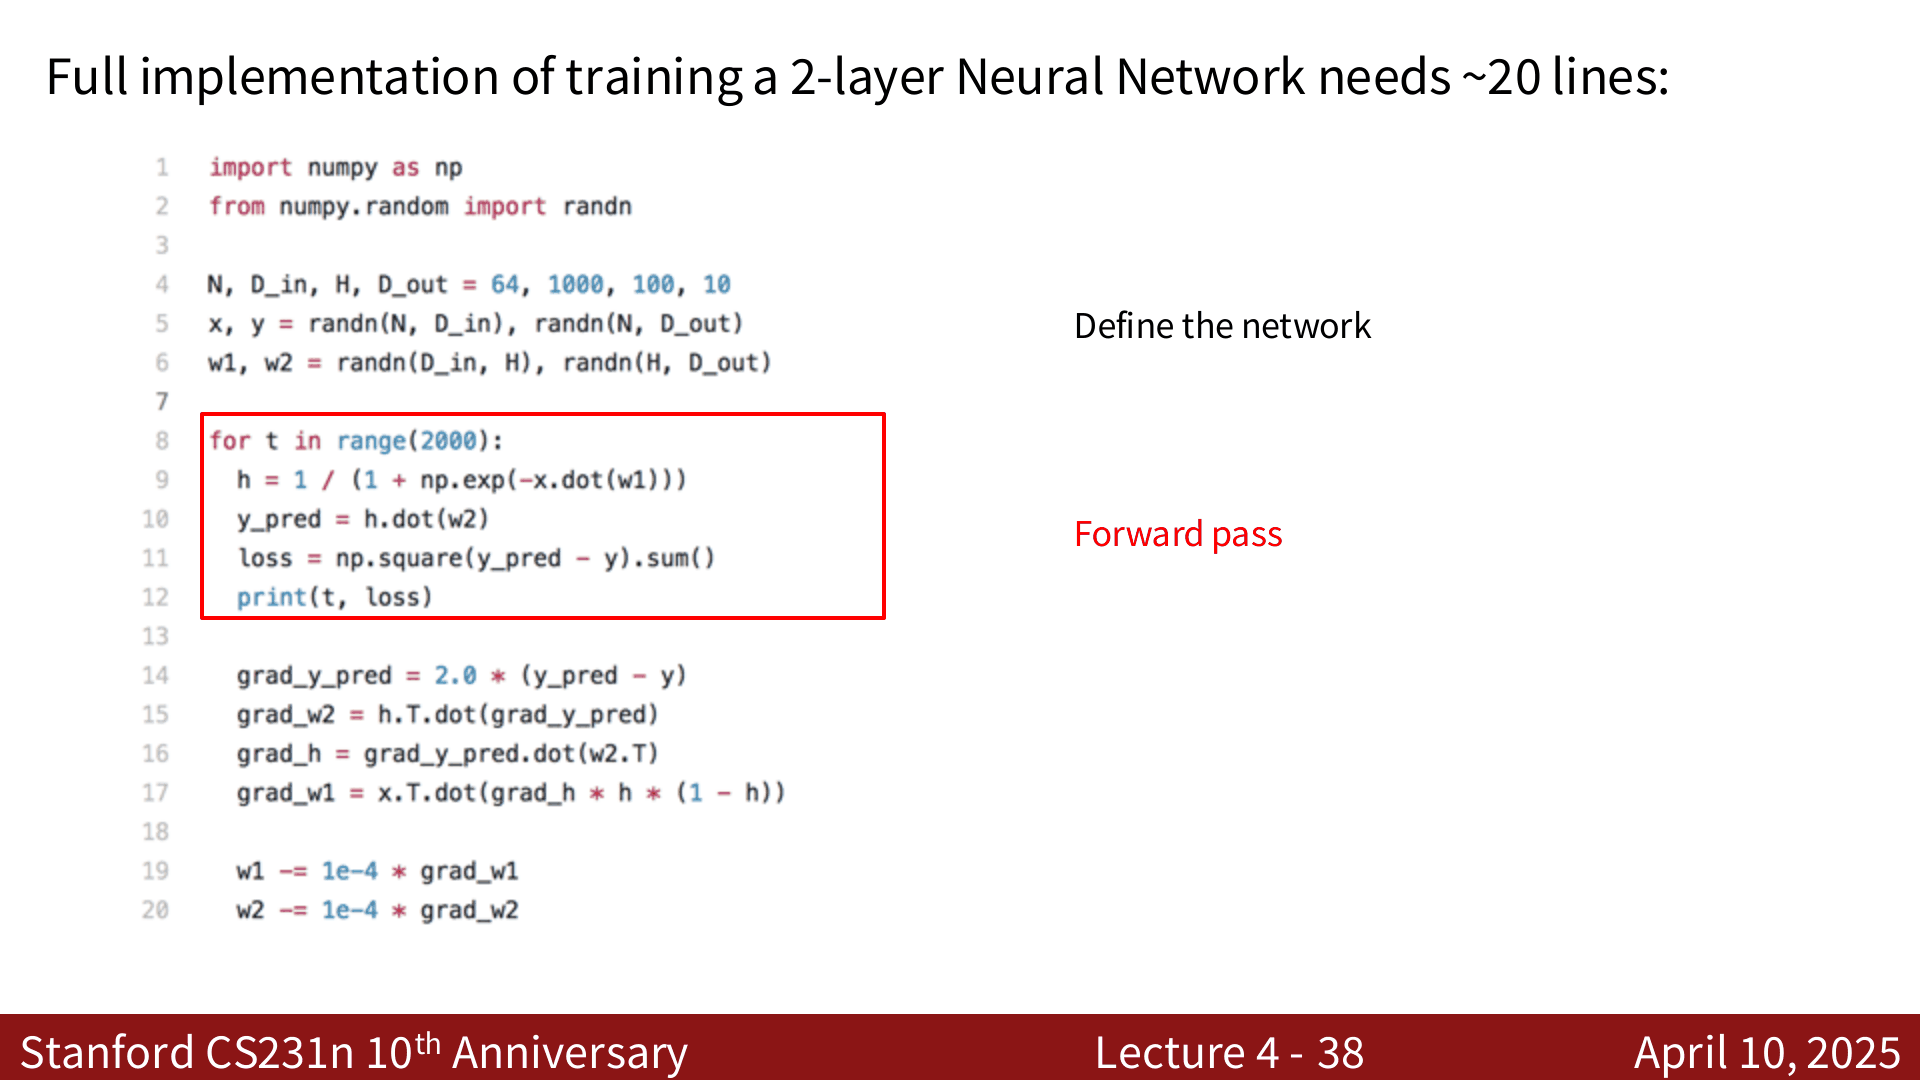 Full implementation of training a 2-layer Neural Network needs ~20 lines:
1 import numpy as np
2 from numpy.random import randn
3
4 N, D_in, H, D_out = 64, 1000, 100, 10
5 x, y = randn(N, D_in), randn(N, D_out)
6 w1, w2 = randn(D_in, H), randn(H, D_out)
7
8 for t in range(2000):
9   h = 1 / (1 + np.exp(-x.dot(w1)))
10   y_pred = h.dot(w2)
11   loss = np.square(y_pred - y).sum()
12   print(t, loss)
13
14   grad_y_pred = 2.0 * (y_pred - y)
15   grad_w2 = h.T.dot(grad_y_pred)
16   grad_h = grad_y_pred.dot(w2.T)
17   grad_w1 = x.T.dot(grad_h * h * (1 - h))
18
19   w1 -= 1e-4 * grad_w1
20   w2 -= 1e-4 * grad_w2
Define the network
Forward pass
Stanford CS231n 10th Anniversary
Lecture 4 - 38
April 10, 2025